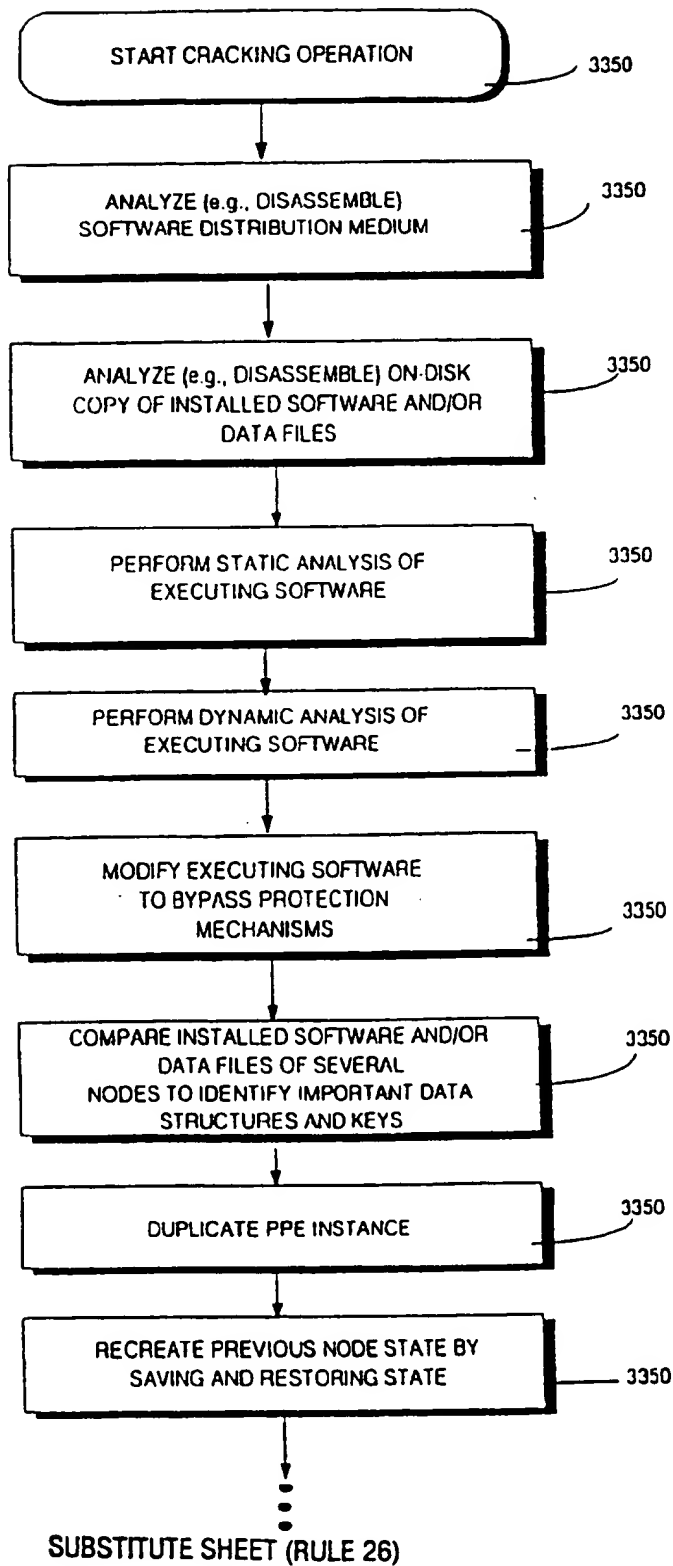 START CRACKING OPERATION
3350
ANALYZE (e.g., DISASSEMBLE)
SOFTWARE DISTRIBUTION MEDIUM
3350
ANALYZE (e.g., DISASSEMBLE) ON-DISK
COPY OF INSTALLED SOFTWARE AND/OR
DATA FILES
3350
PERFORM STATIC ANALYSIS OF
EXECUTING SOFTWARE
3350
PERFORM DYNAMIC ANALYSIS OF
EXECUTING SOFTWARE
3350
MODIFY EXECUTING SOFTWARE
TO BYPASS PROTECTION
MECHANISMS
3350
COMPARE INSTALLED SOFTWARE AND/OR
DATA FILES OF SEVERAL
NODES TO IDENTIFY IMPORTANT DATA
STRUCTURES AND KEYS
3350
DUPLICATE PPE INSTANCE
3350
RECREATE PREVIOUS NODE STATE BY
SAVING AND RESTORING STATE
3350
SUBSTITUTE SHEET (RULE 26)